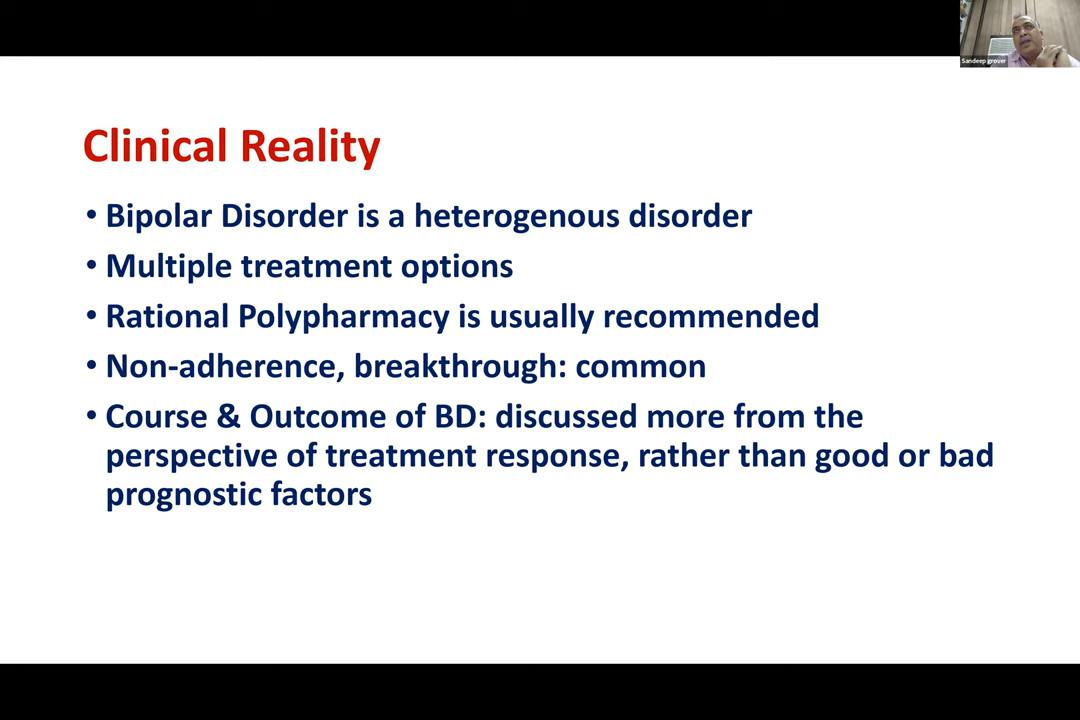 Sandeep grover
Clinical Reality
• Bipolar Disorder is a heterogenous disorder
• Multiple treatment options
• Rational Polypharmacy is usually recommended
• Non-adherence, breakthrough: common
• Course & Outcome of BD: discussed more from the
perspective of treatment response, rather than good or bad
prognostic factors